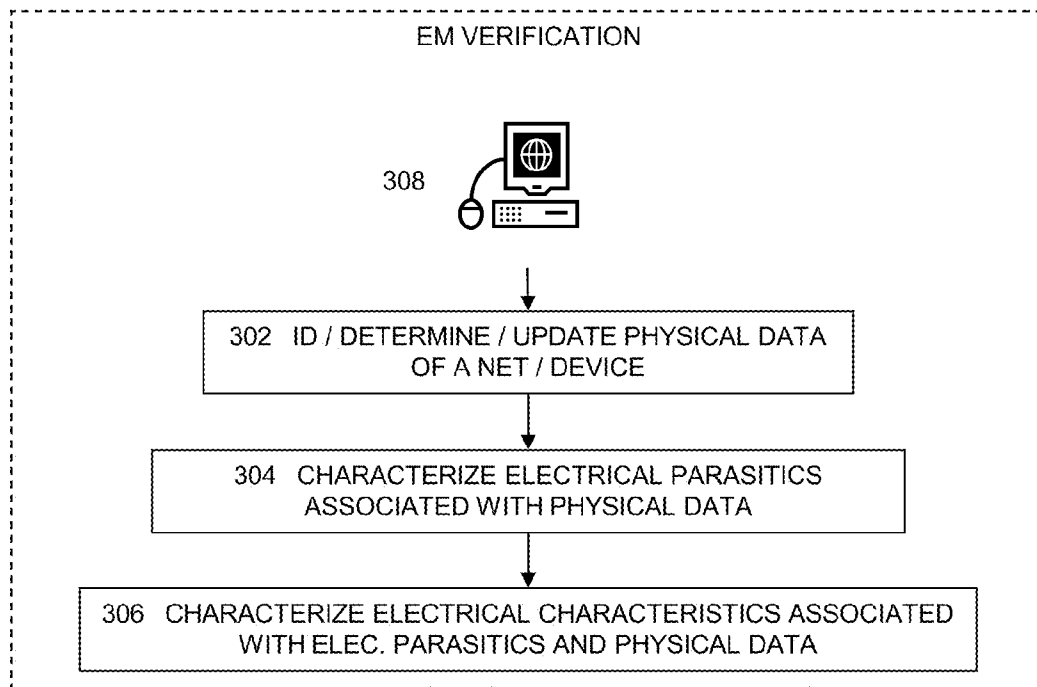 EM VERIFICATION
308
302 ID / DETERMINE / UPDATE PHYSICAL DATA
OF A NET / DEVICE
304 CHARACTERIZE ELECTRICAL PARASITICS
ASSOCIATED WITH PHYSICAL DATA
306 CHARACTERIZE ELECTRICAL CHARACTERISTICS ASSOCIATED
WITH ELEC. PARASITICS AND PHYSICAL DATA